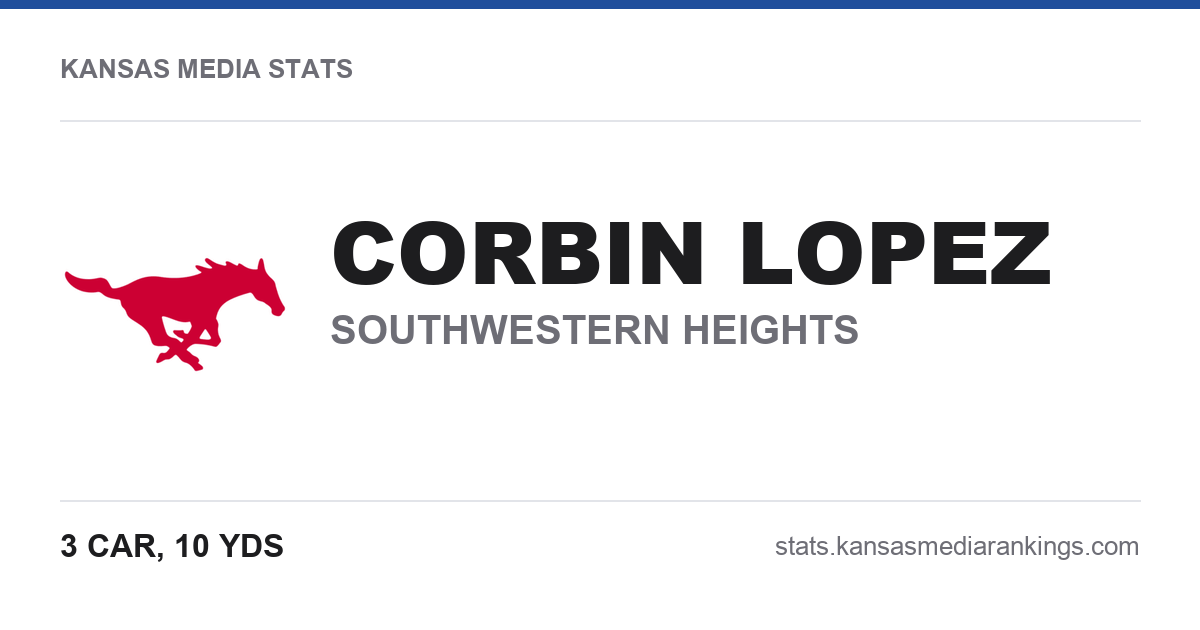 KANSAS MEDIA STATS
CORBIN LOPEZ
SOUTHWESTERN HEIGHTS
3 CAR, 10 YDS
stats.kansasmediarankings.com